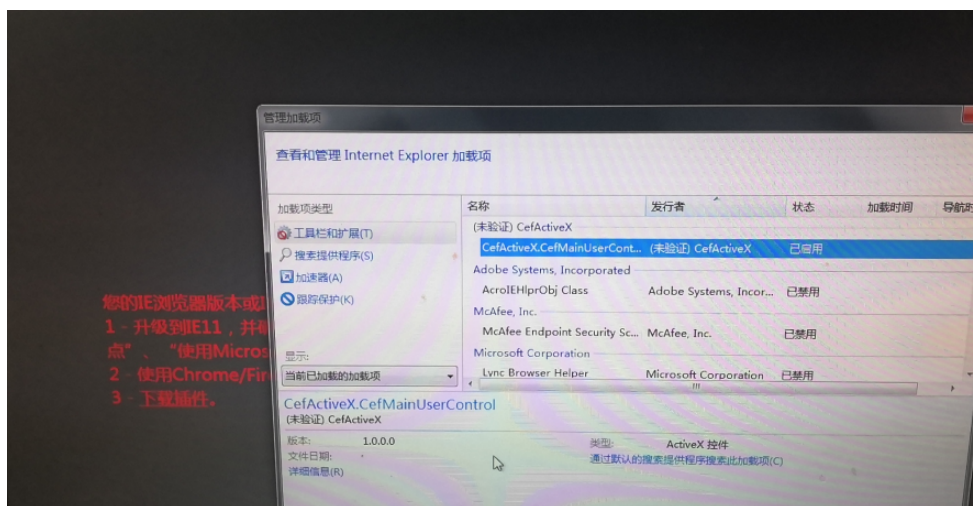 管理加载项
查看和管理 Internet Explorer 加载项
加载项类型
工具栏和扩展(T)
搜索提供程序(S)
加速器(A)
跟踪保护(K)
显示:
当前已加载的加载项
名称 发行者 状态 加载时间 导航时
(未验证) CefActiveX
CefActiveX.CefMainUserCont... (未验证) CefActiveX 已启用
Adobe Systems, Incorporated
AcroIEHlprObj Class Adobe Systems, Incor... 已禁用
McAfee, Inc.
McAfee Endpoint Security Sc... McAfee, Inc. 已禁用
Microsoft Corporation
Lync Browser Helper Microsoft Corporation 已禁用
CefActiveX.CefMainUserControl
(未验证) CefActiveX
版本: 1.0.0.0
文件日期:
详细信息(R)
类型: ActiveX 控件
通过默认的搜索提供程序搜索此加载项(C)
您的IE浏览器版本或
1 - 升级到IE11，并
点”、“使用Micros
2 - 使用Chrome/Fir
3 - 下载插件。